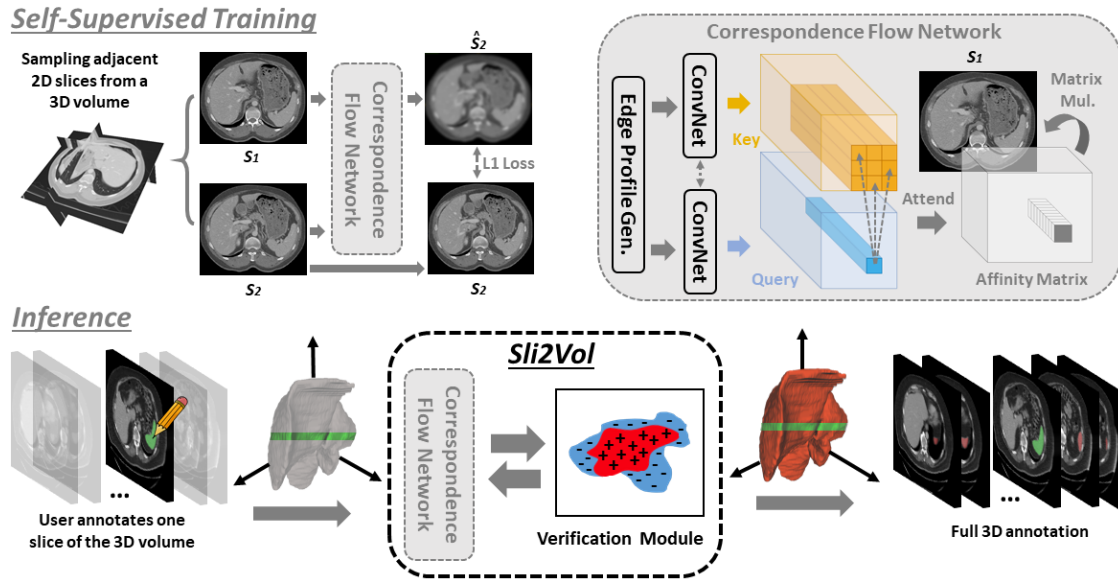 Self-Supervised Training
Sampling adjacent
2D slices from a
3D volume
S1
S2
Correspondence
Flow Network
Ŝ2
L1 Loss
S2
Correspondence Flow Network
Edge Profile Gen.
ConvNet
ConvNet
Key
Query
Attend
S1
Matrix
Mul.
Affinity Matrix
Inference
...
User annotates one
slice of the 3D volume
Sli2Vol
Correspondence
Flow Network
Verification Module
...
Full 3D annotation